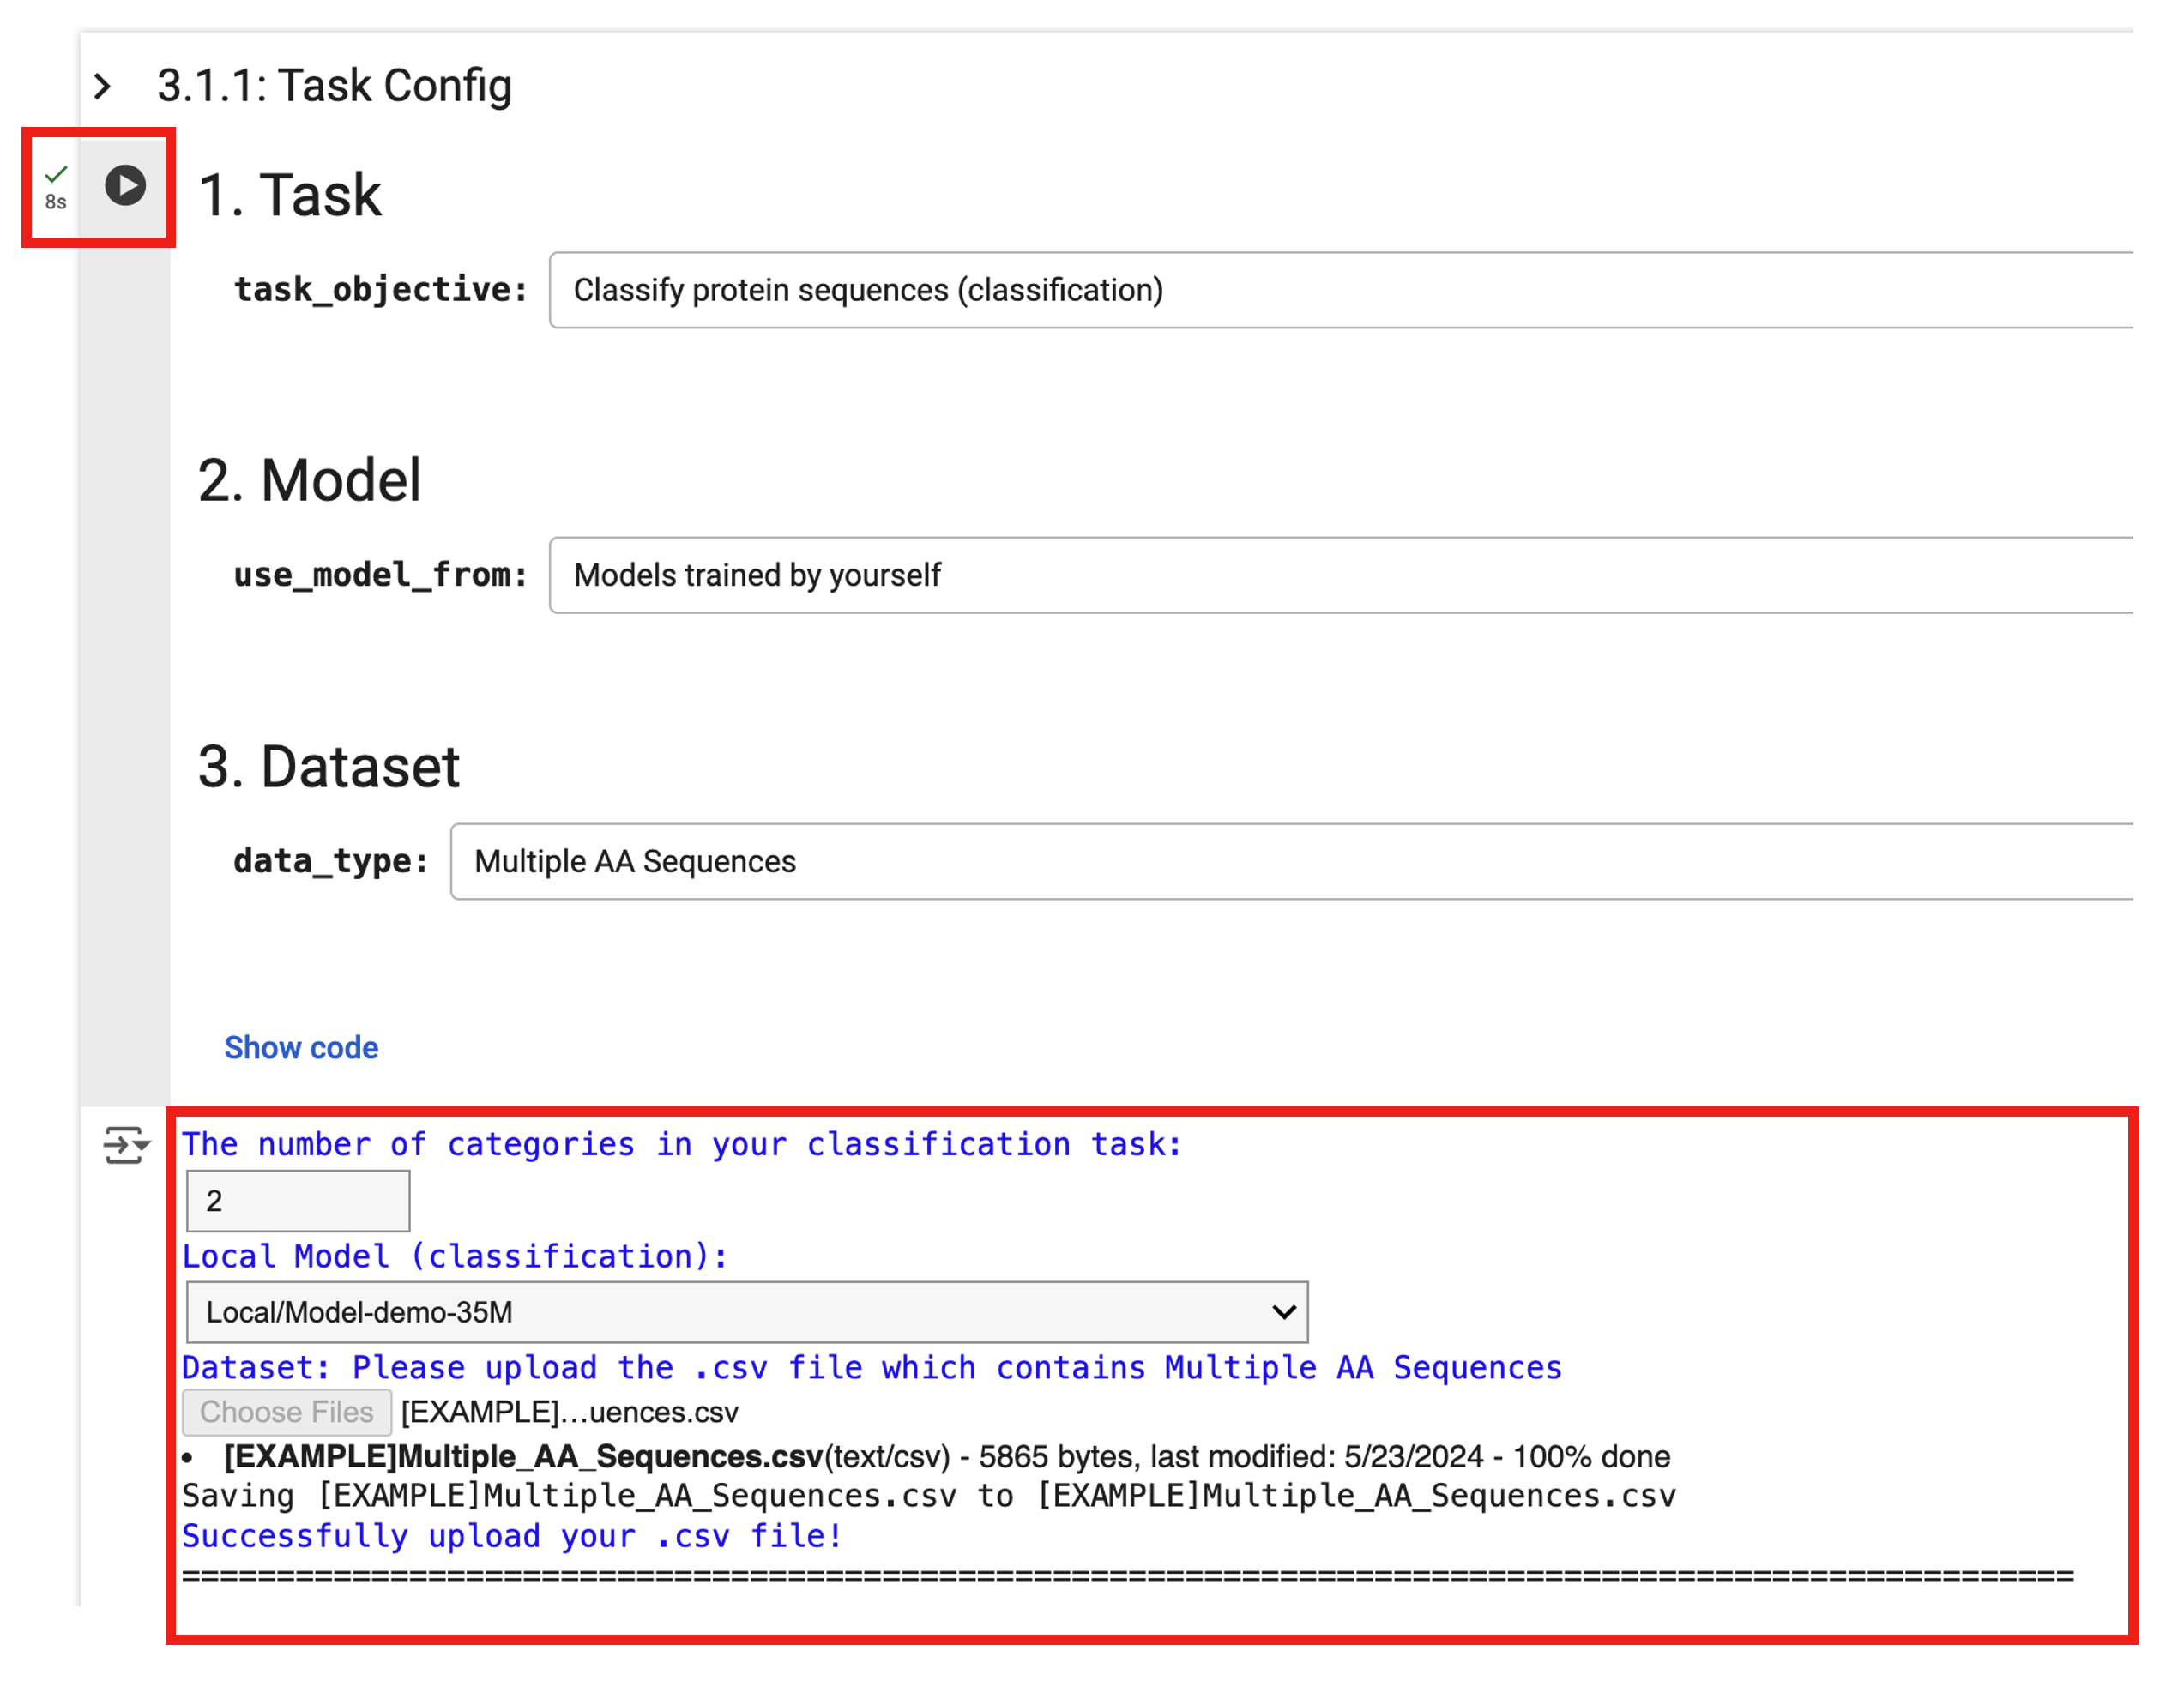 3.1.1: Task Config
8s
1. Task
task_objective: Classify protein sequences (classification)
2. Model
use_model_from: Models trained by yourself
3. Dataset
data_type: Multiple AA Sequences
Show code
The number of categories in your classification task:
2
Local Model (classification):
Local/Model-demo-35M
Dataset: Please upload the .csv file which contains Multiple AA Sequences
Choose Files [EXAMPLE]...uences.csv
• [EXAMPLE]Multiple_AA_Sequences.csv(text/csv) - 5865 bytes, last modified: 5/23/2024 - 100% done
Saving [EXAMPLE]Multiple_AA_Sequences.csv to [EXAMPLE]Multiple_AA_Sequences.csv
Successfully upload your .csv file!
====================================================================================================